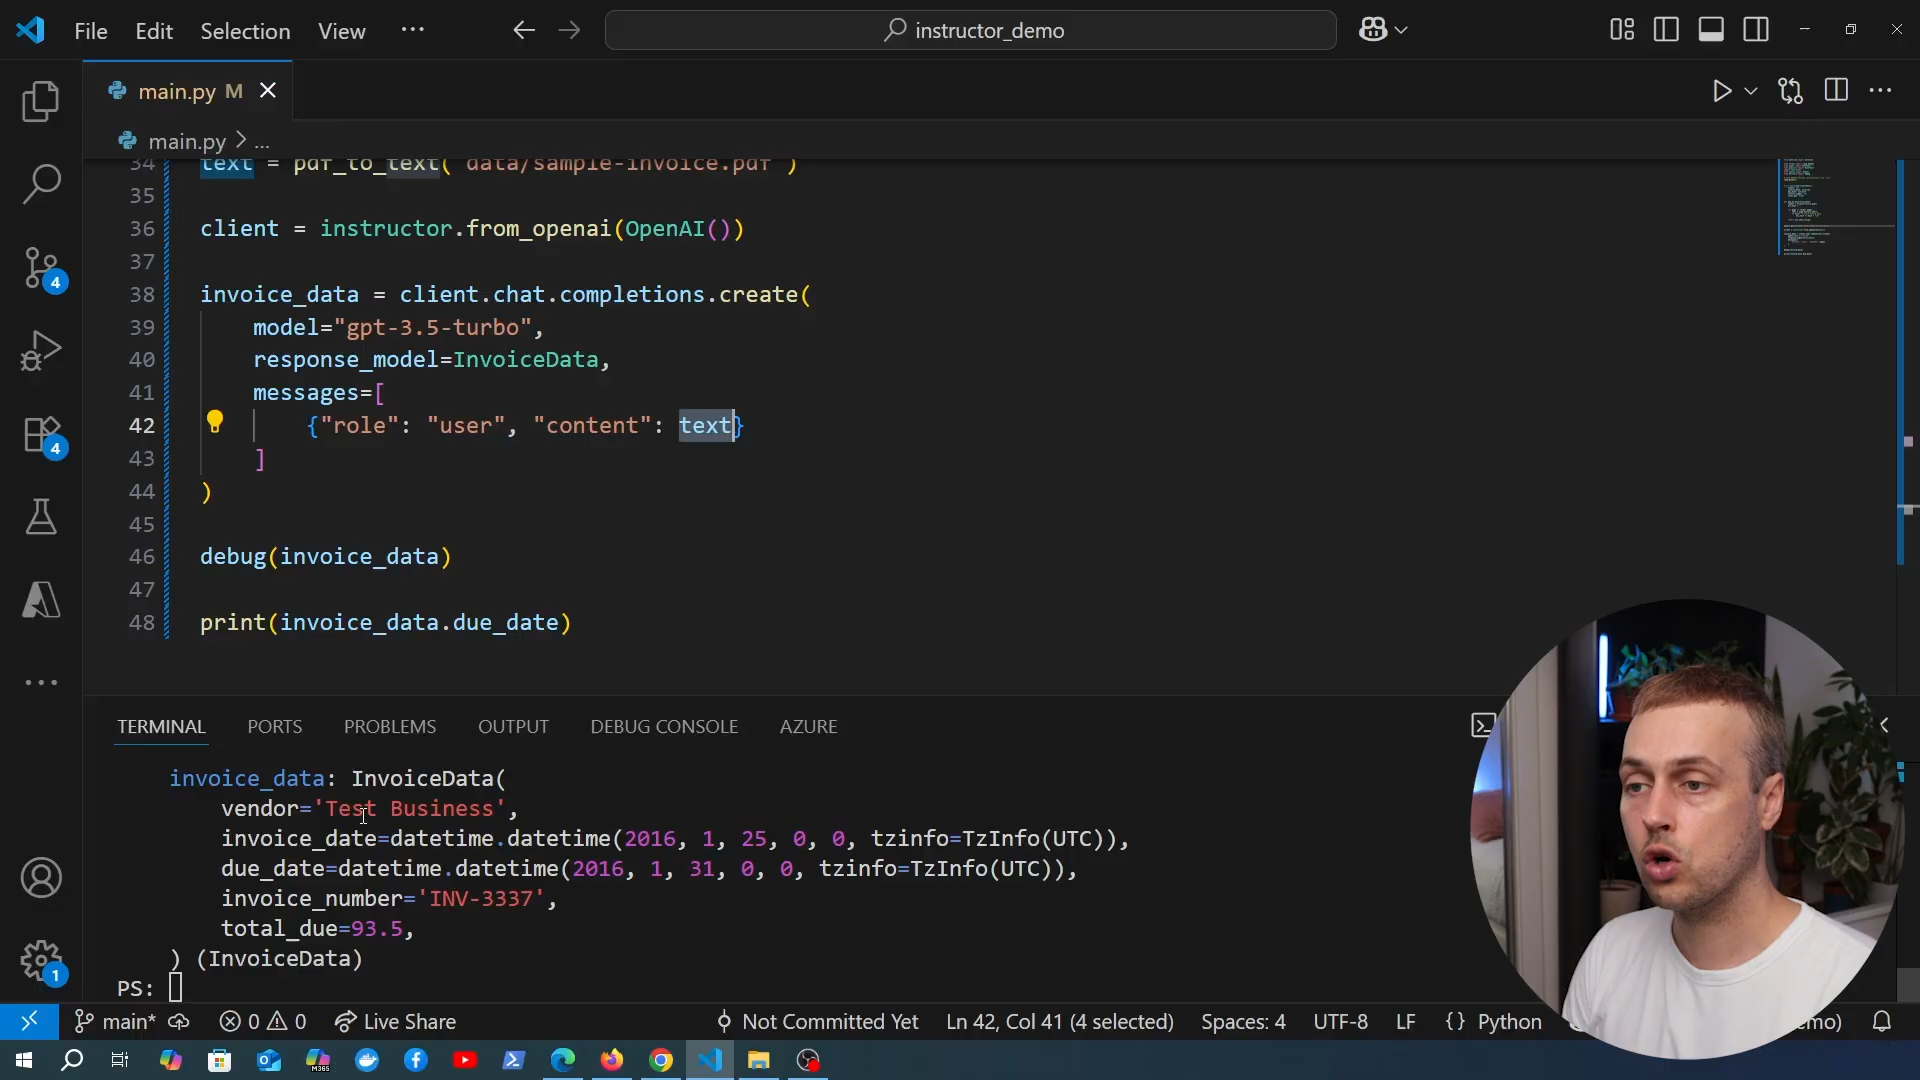 File Edit Selection View ··· instructor_demo
main.py M
main.py > ...
34 text = pdf_to_text("data/sample-invoice.pdf")
35
36 client = instructor.from_openai(OpenAI())
37
38 invoice_data = client.chat.completions.create(
39 model="gpt-3.5-turbo",
40 response_model=InvoiceData,
41 messages=[
42 {"role": "user", "content": text}
43 ]
44 )
45
46 debug(invoice_data)
47
48 print(invoice_data.due_date)
4
4
1
TERMINAL PORTS PROBLEMS OUTPUT DEBUG CONSOLE AZURE
invoice_data: InvoiceData(
vendor='Test Business',
invoice_date=datetime.datetime(2016, 1, 25, 0, 0, tzinfo=TzInfo(UTC)),
due_date=datetime.datetime(2016, 1, 31, 0, 0, tzinfo=TzInfo(UTC)),
invoice_number='INV-3337',
total_due=93.5,
) (InvoiceData)
PS:
main* 0 0 Live Share Not Committed Yet Ln 42, Col 41 (4 selected) Spaces: 4 UTF-8 LF {} Python
M365